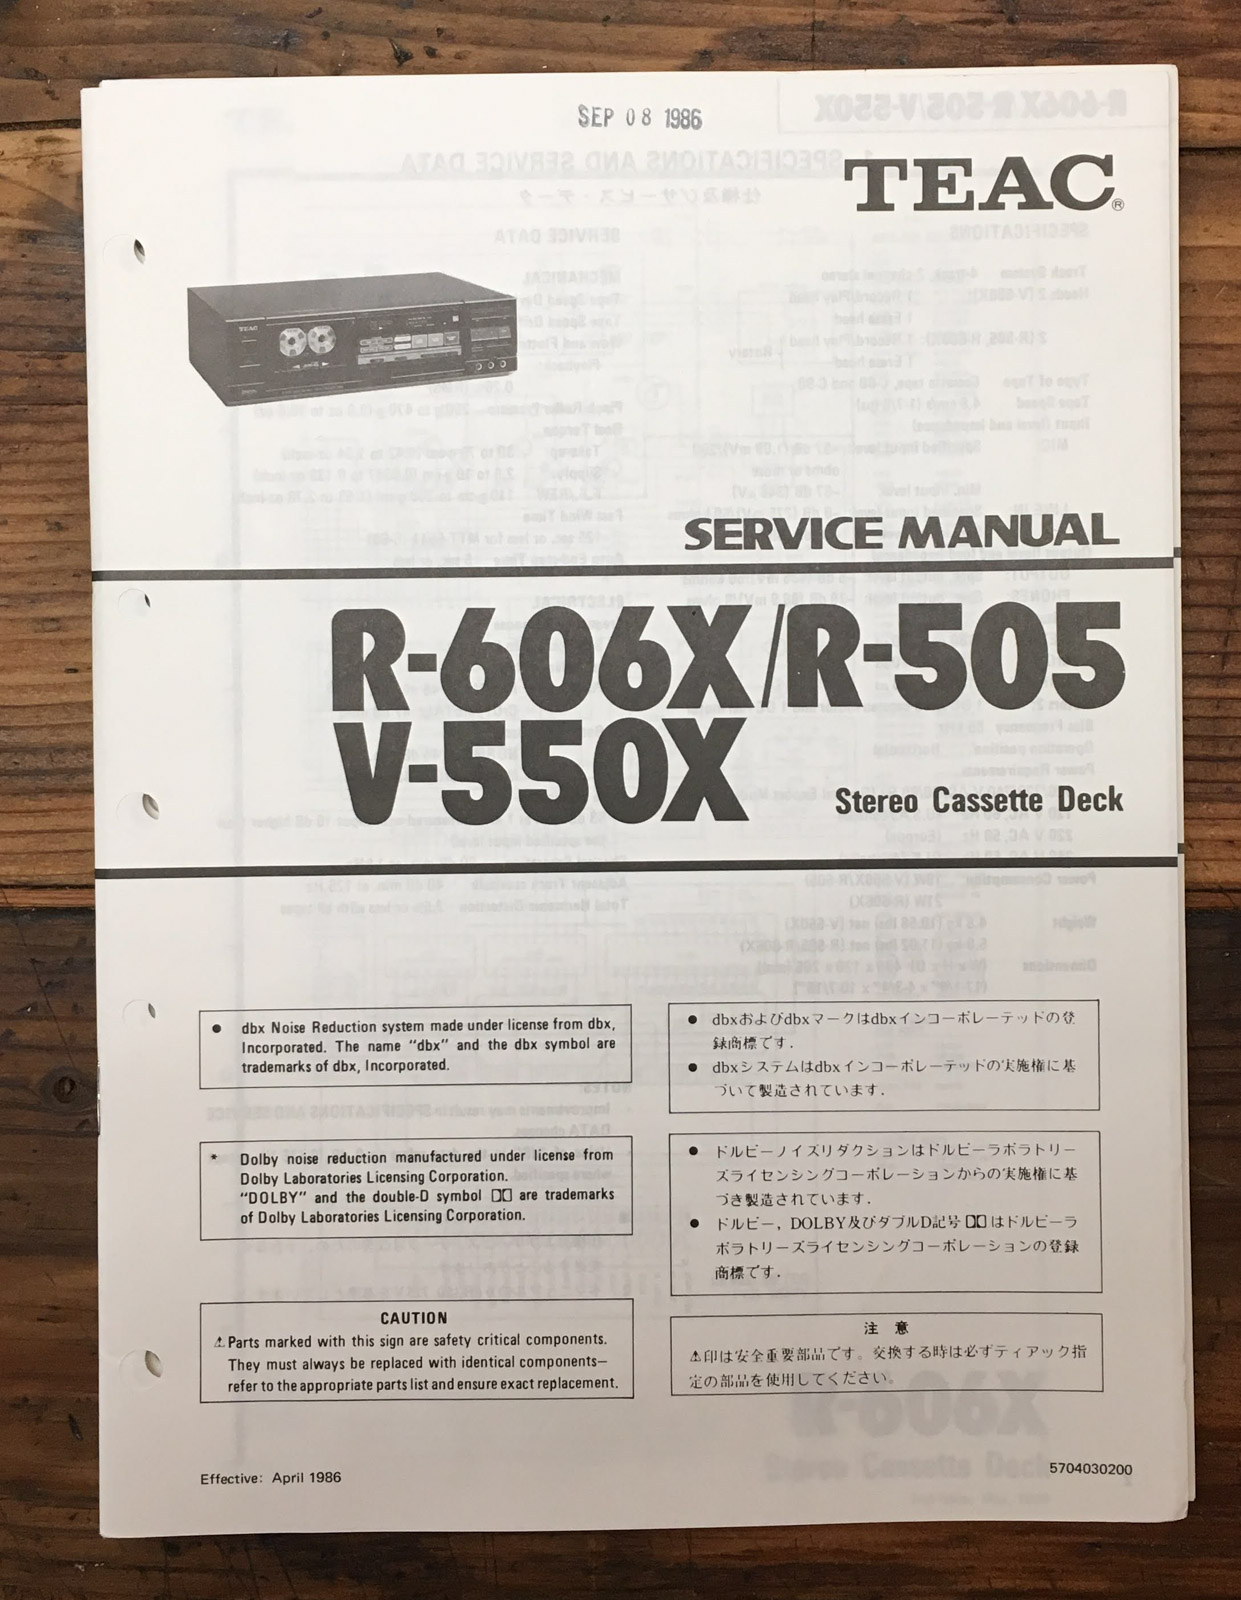 SEP 08 1986
TEAC®
TEAC
SERVICE MANUAL
R-606X/R-505
V-550X
Stereo Cassette Deck
● dbx Noise Reduction system made under license from dbx,
Incorporated. The name “dbx” and the dbx symbol are
trademarks of dbx, Incorporated.
* Dolby noise reduction manufactured under license from
Dolby Laboratories Licensing Corporation.
“DOLBY” and the double-D symbol are trademarks
of Dolby Laboratories Licensing Corporation.
CAUTION
⚠Parts marked with this sign are safety critical components.
They must always be replaced with identical components—
refer to the appropriate parts list and ensure exact replacement.
● dbxおよびdbxマークはdbxインコーポレーテッドの登
録商標です.
● dbxシステムはdbxインコーポレーテッドの実施権に基
づいて製造されています.
● ドルビーノイズリダクションはドルビーラボラトリー
ズライセンシングコーポレーションからの実施権に基
づき製造されています.
● ドルビー, DOLBY及びダブルD記号はドルビーラ
ボラトリーズライセンシングコーポレーションの登録
商標です.
注 意
⚠印は安全重要部品です。交換する時は必ずティアック指
定の部品を使用してください。
Effective: April 1986
5704030200